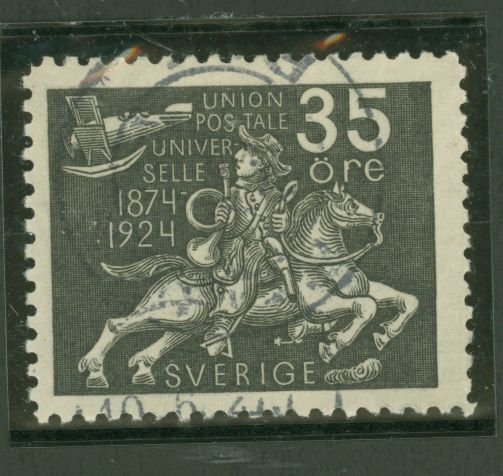 UNION
POSTALE
UNIVER-
SELLE
1874-
1924
35
öre
SVERIGE